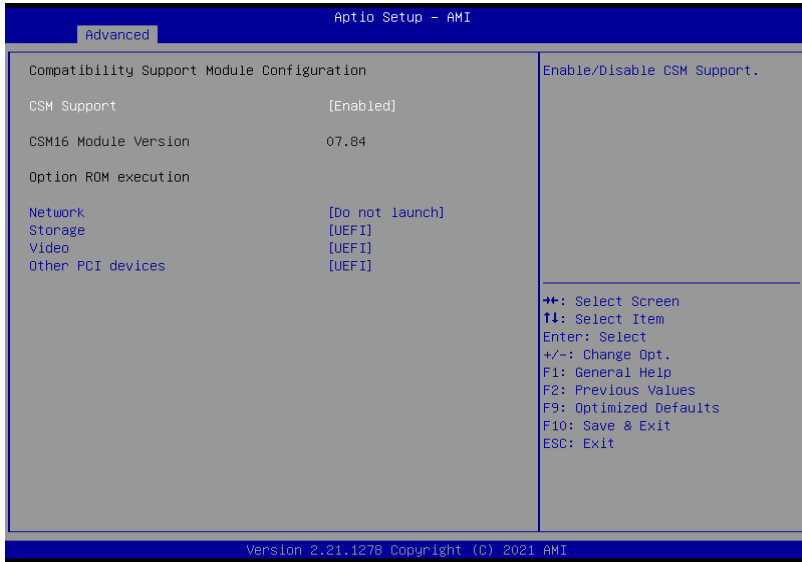 Aptio Setup – AMI
Advanced
Compatibility Support Module Configuration
CSM Support [Enabled]
CSM16 Module Version 07.84
Option ROM execution
Network [Do not launch]
Storage [UEFI]
Video [UEFI]
Other PCI devices [UEFI]
Enable/Disable CSM Support.
→←: Select Screen
↑↓: Select Item
Enter: Select
+/-: Change Opt.
F1: General Help
F2: Previous Values
F9: Optimized Defaults
F10: Save & Exit
ESC: Exit
Version 2.21.1278 Copyright (C) 2021 AMI